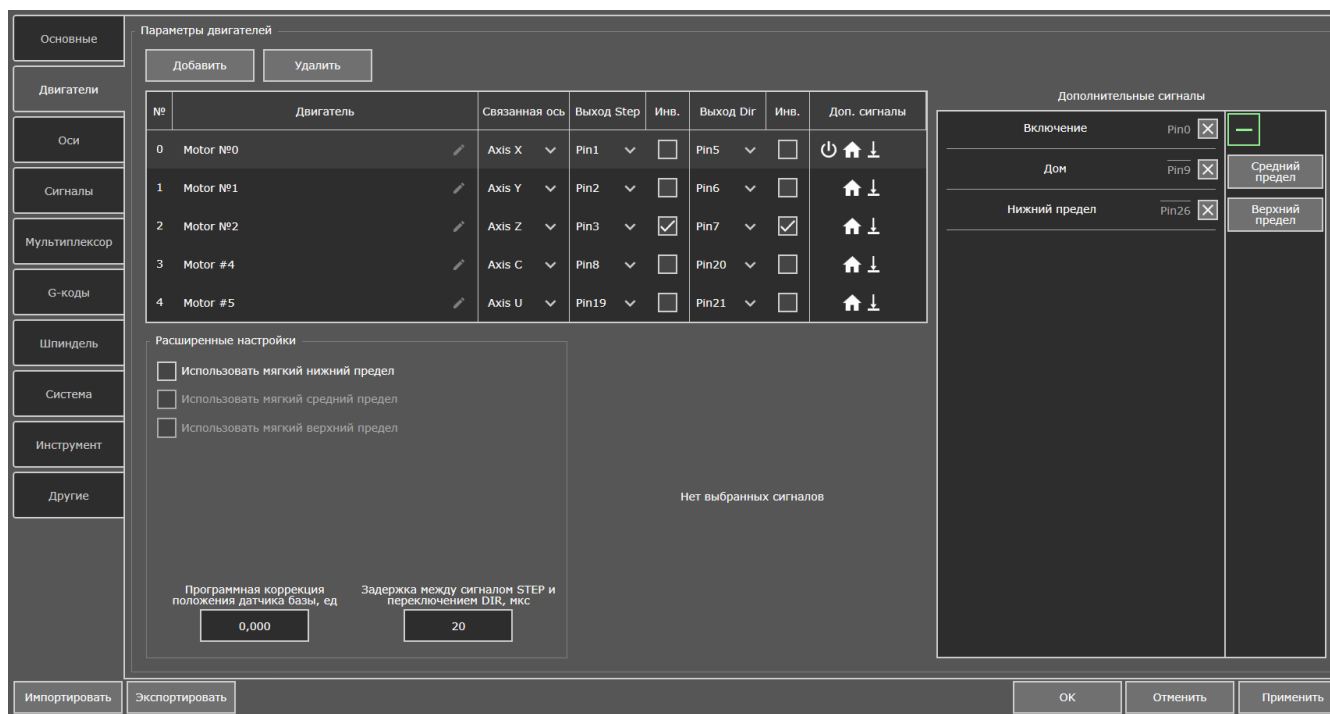 Основные
Двигатели
Оси
Сигналы
Мультиплексор
G-коды
Шпиндель
Система
Инструмент
Другие
Параметры двигателей
Добавить Удалить
№ Двигатель Связанная ось Выход Step Инв. Выход Dir Инв. Доп. сигналы
0 Motor №0 Axis X Pin1 Pin5
1 Motor №1 Axis Y Pin2 Pin6
2 Motor №2 Axis Z Pin3 Pin7
3 Motor #4 Axis C Pin8 Pin20
4 Motor #5 Axis U Pin19 Pin21
Расширенные настройки
Использовать мягкий нижний предел
Использовать мягкий средний предел
Использовать мягкий верхний предел
Программная коррекция
положения датчика базы, ед
0,000
Задержка между сигналом STEP и
переключением DIR, мкс
20
Нет выбранных сигналов
Дополнительные сигналы
Включение Pin0
Дом Pin9
Нижний предел Pin26
Средний
предел
Верхний
предел
Импортировать Экспортировать OK Отменить Применить